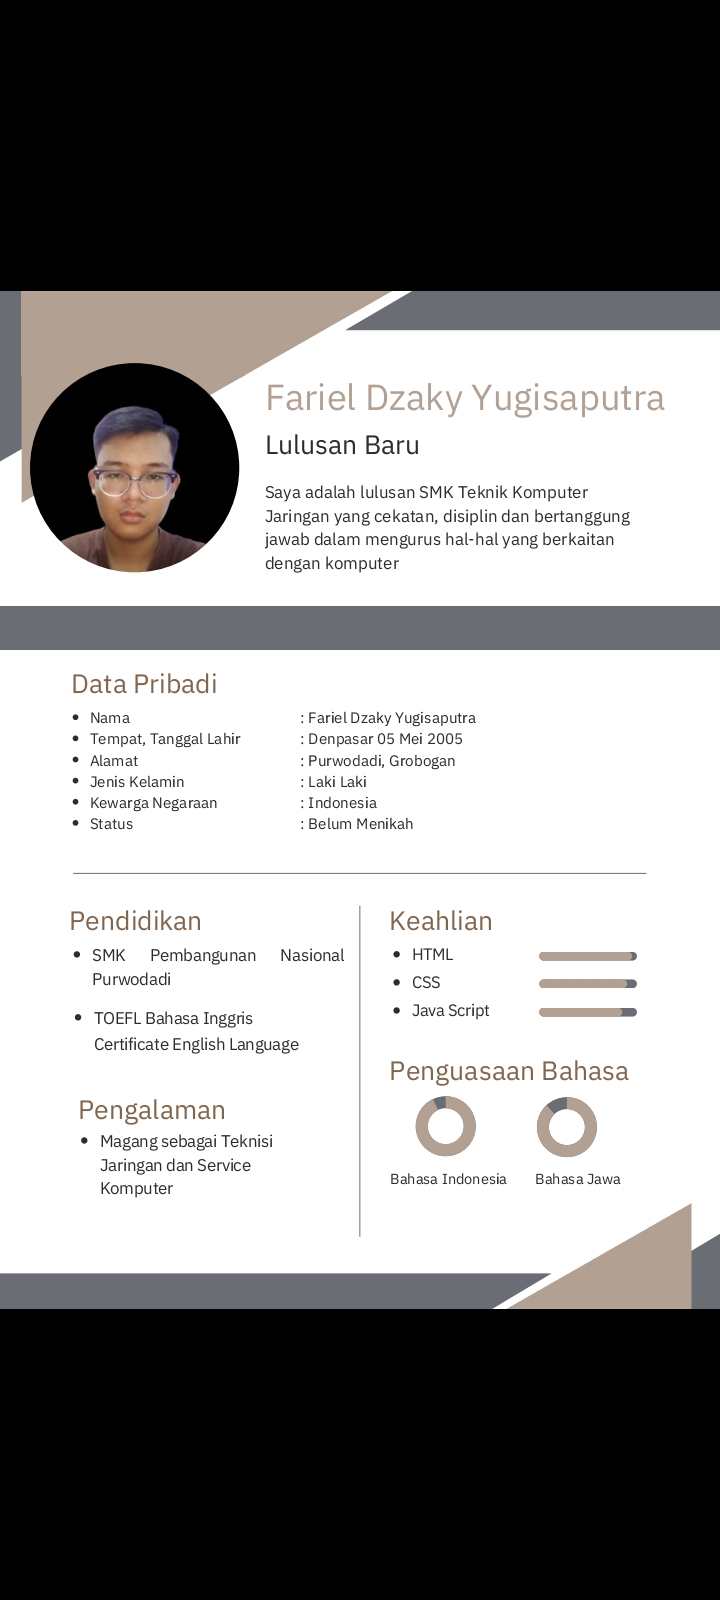 Fariel Dzaky Yugisaputra
Lulusan Baru
Saya adalah lulusan SMK Teknik Komputer
Jaringan yang cekatan, disiplin dan bertanggung
jawab dalam mengurus hal-hal yang berkaitan
dengan komputer
Data Pribadi
• Nama : Fariel Dzaky Yugisaputra
• Tempat, Tanggal Lahir : Denpasar 05 Mei 2005
• Alamat : Purwodadi, Grobogan
• Jenis Kelamin : Laki Laki
• Kewarga Negaraan : Indonesia
• Status : Belum Menikah
Pendidikan
• SMK Pembangunan Nasional
Purwodadi
• TOEFL Bahasa Inggris
Certificate English Language
Pengalaman
• Magang sebagai Teknisi
Jaringan dan Service
Komputer
Keahlian
• HTML
• CSS
• Java Script
Penguasaan Bahasa
Bahasa Indonesia
Bahasa Jawa